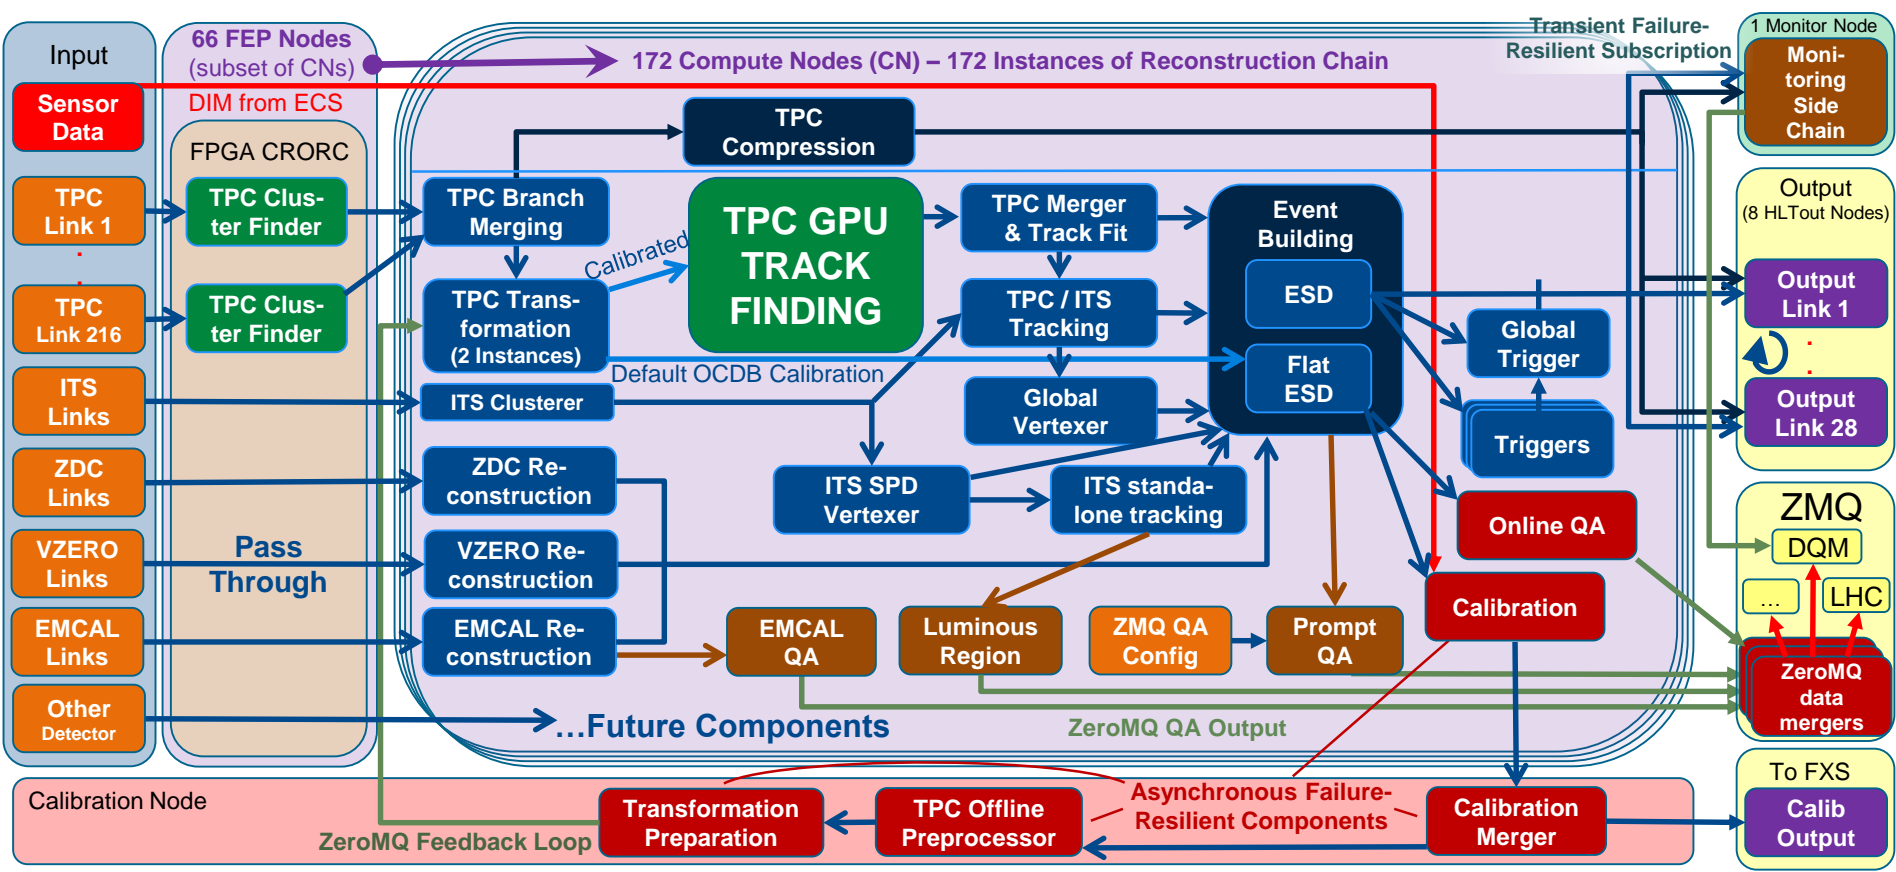 Input
Sensor
Data
TPC
Link 1
.
.
TPC
Link 216
ITS
Links
ZDC
Links
VZERO
Links
EMCAL
Links
Other
Detector
66 FEP Nodes
(subset of CNs)
DIM from ECS
FPGA CRORC
TPC Clus-
ter Finder
TPC Clus-
ter Finder
Pass
Through
172 Compute Nodes (CN) – 172 Instances of Reconstruction Chain
Transient Failure-
Resilient Subscription
TPC
Compression
TPC Branch
Merging
TPC Trans-
formation
(2 Instances)
Calibrated
TPC GPU
TRACK
FINDING
Default OCDB Calibration
TPC Merger
& Track Fit
TPC / ITS
Tracking
Global
Vertexer
Event
Building
ESD
Flat
ESD
Global
Trigger
Triggers
ITS Clusterer
ZDC Re-
construction
VZERO Re-
construction
EMCAL Re-
construction
ITS SPD
Vertexer
ITS standa-
lone tracking
Online QA
Calibration
EMCAL
QA
Luminous
Region
ZMQ QA
Config
Prompt
QA
...Future Components
ZeroMQ QA Output
1 Monitor Node
Moni-
toring
Side
Chain
Output
(8 HLTout Nodes)
Output
Link 1
.
.
Output
Link 28
ZMQ
DQM
...
LHC
ZeroMQ
data
mergers
To FXS
Calib
Output
Calibration Node
ZeroMQ Feedback Loop
Transformation
Preparation
TPC Offline
Preprocessor
Asynchronous Failure-
Resilient Components
Calibration
Merger